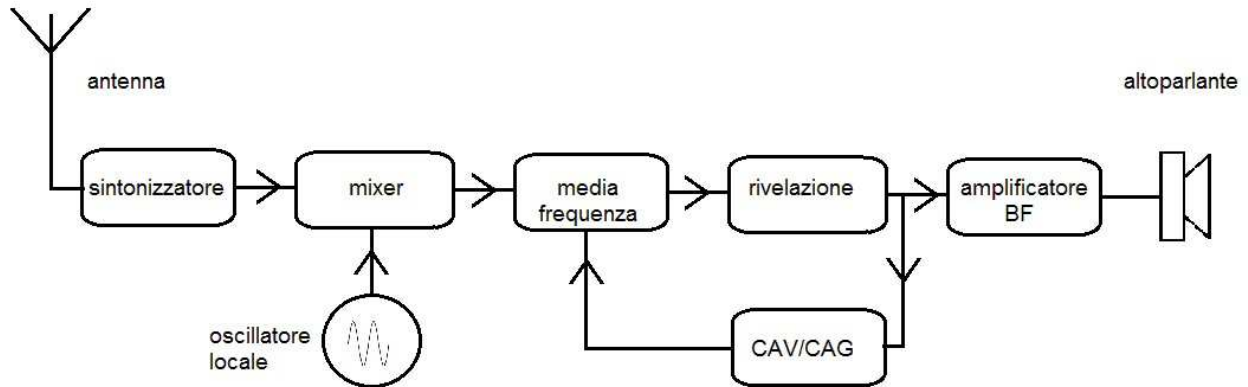 antenna
altoparlante
sintonizzatore
mixer
media
frequenza
rivelazione
amplificatore
BF
oscillatore
locale
CAV/CAG